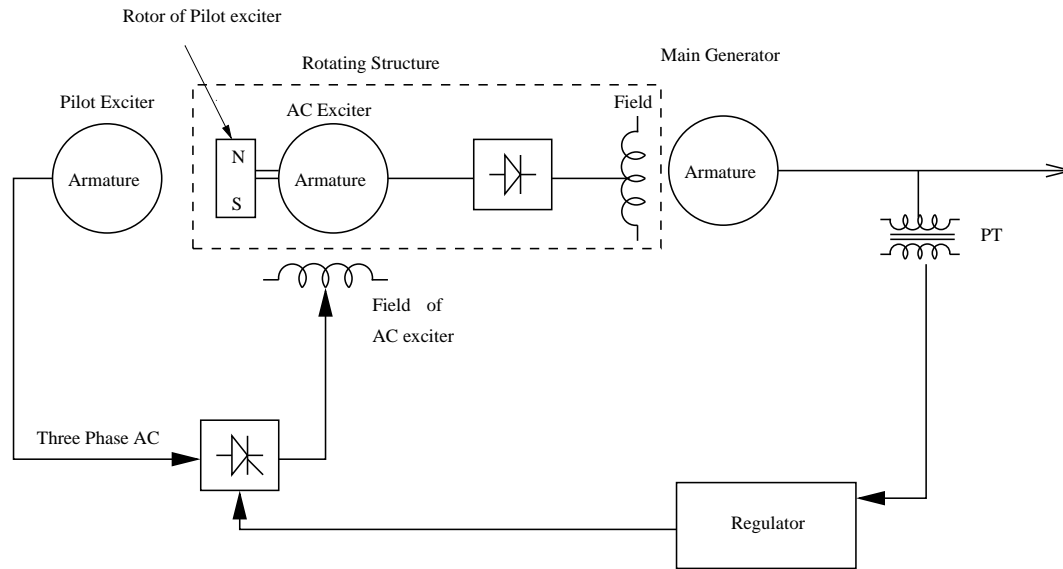 Rotor of Pilot exciter
Rotating Structure
Main Generator
Pilot Exciter
AC Exciter
Field
N
S
Armature
Armature
Armature
PT
Field of
AC exciter
Three Phase AC
Regulator